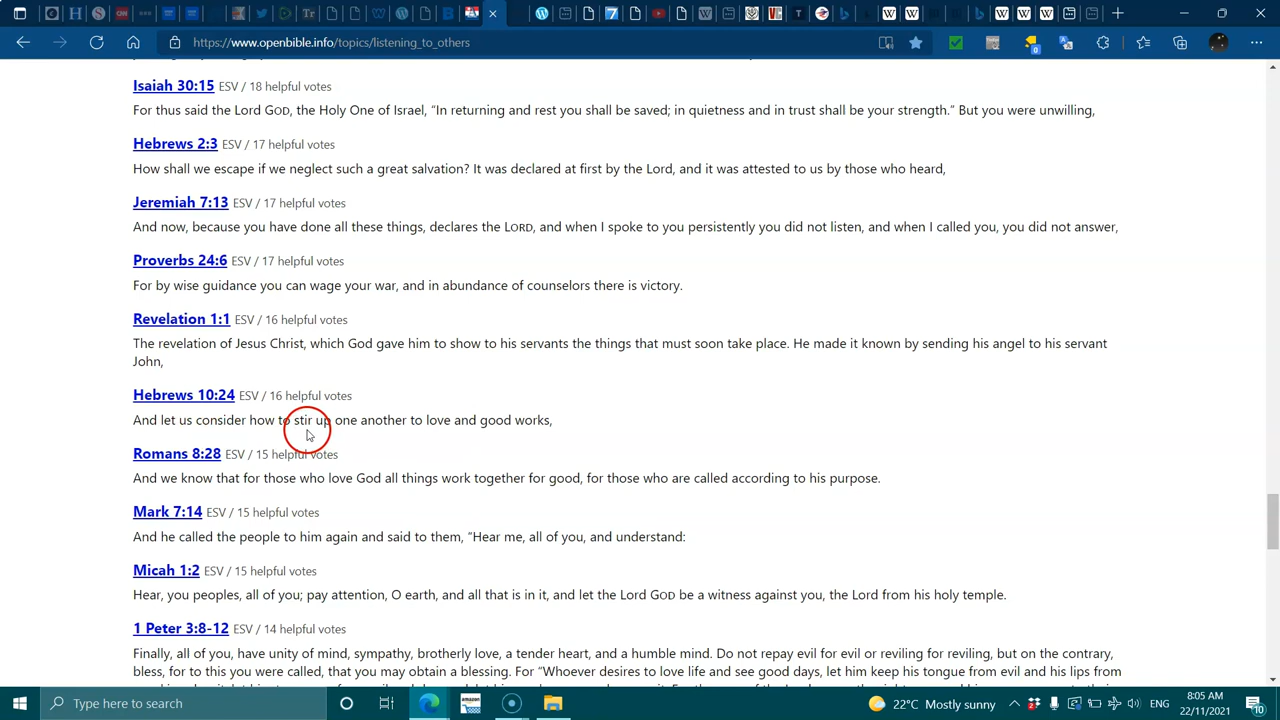 https://www.openbible.info/topics/listening_to_others
Isaiah 30:15 ESV / 18 helpful votes
For thus said the Lord GOD, the Holy One of Israel, “In returning and rest you shall be saved; in quietness and in trust shall be your strength.” But you were unwilling,
Hebrews 2:3 ESV / 17 helpful votes
How shall we escape if we neglect such a great salvation? It was declared at first by the Lord, and it was attested to us by those who heard,
Jeremiah 7:13 ESV / 17 helpful votes
And now, because you have done all these things, declares the LORD, and when I spoke to you persistently you did not listen, and when I called you, you did not answer,
Proverbs 24:6 ESV / 17 helpful votes
For by wise guidance you can wage your war, and in abundance of counselors there is victory.
Revelation 1:1 ESV / 16 helpful votes
The revelation of Jesus Christ, which God gave him to show to his servants the things that must soon take place. He made it known by sending his angel to his servant
John,
Hebrews 10:24 ESV / 16 helpful votes
And let us consider how to stir up one another to love and good works,
Romans 8:28 ESV / 15 helpful votes
And we know that for those who love God all things work together for good, for those who are called according to his purpose.
Mark 7:14 ESV / 15 helpful votes
And he called the people to him again and said to them, “Hear me, all of you, and understand:
Micah 1:2 ESV / 15 helpful votes
Hear, you peoples, all of you; pay attention, O earth, and all that is in it, and let the Lord GOD be a witness against you, the Lord from his holy temple.
1 Peter 3:8-12 ESV / 14 helpful votes
Finally, all of you, have unity of mind, sympathy, brotherly love, a tender heart, and a humble mind. Do not repay evil for evil or reviling for reviling, but on the contrary,
bless, for to this you were called, that you may obtain a blessing. For “Whoever desires to love life and see good days, let him keep his tongue from evil and his lips from
Type here to search
amazon
22°C Mostly sunny
ENG
8:05 AM
22/11/2021
10